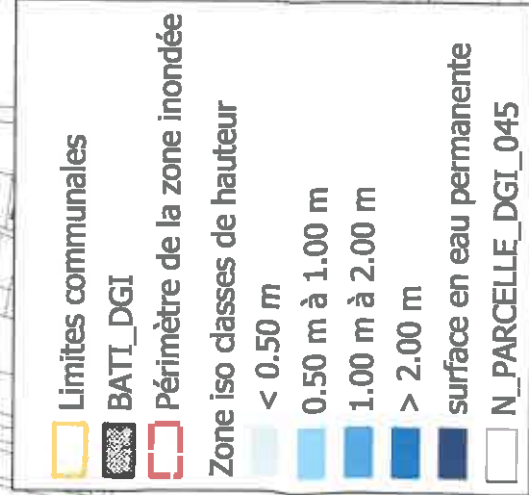 Limites communales
BATI_DGI
Périmètre de la zone inondée
Zone iso classes de hauteur
< 0.50 m
0.50 m à 1.00 m
1.00 m à 2.00 m
> 2.00 m
surface en eau permanente
N_PARCELLE_DGI_045